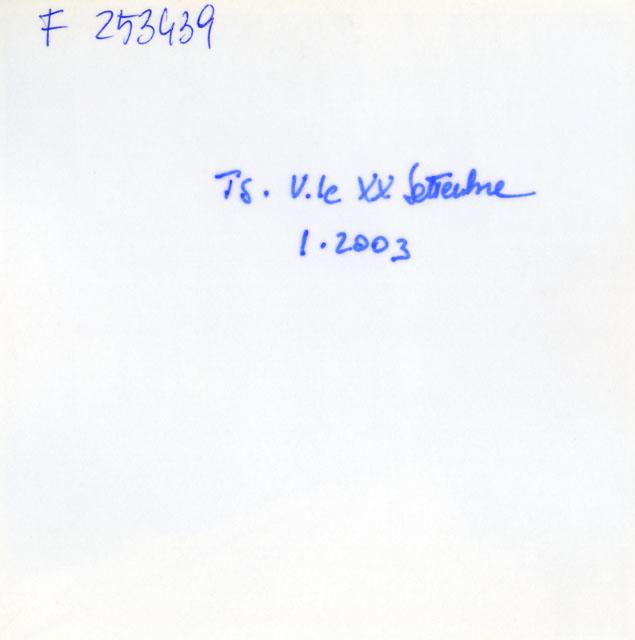 F 253439
Ts. V.le XX Settembre
1.2003